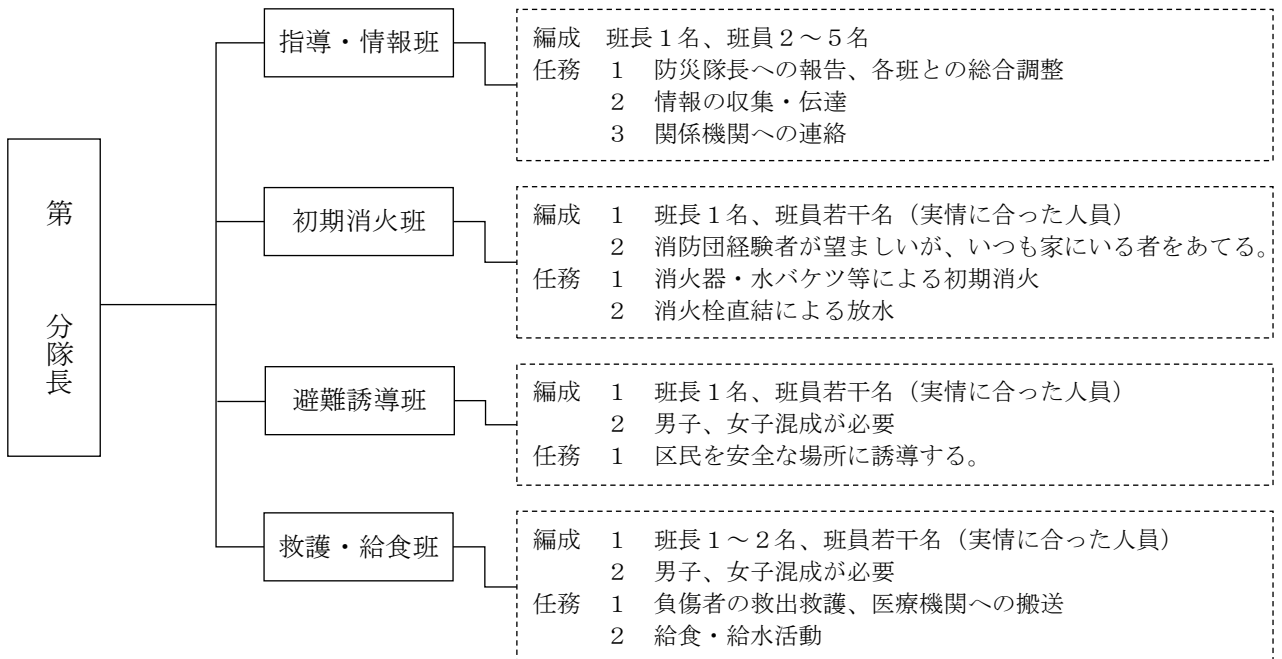 第　　分隊長
指導・情報班
編成　班長１名、班員２～５名
任務　１　防災隊長への報告、各班との総合調整
２　情報の収集・伝達
３　関係機関への連絡
初期消火班
編成　１　班長１名、班員若干名（実情に合った人員）
２　消防団経験者が望ましいが、いつも家にいる者をあてる。
任務　１　消火器・水バケツ等による初期消火
２　消火栓直結による放水
避難誘導班
編成　１　班長１名、班員若干名（実情に合った人員）
２　男子、女子混成が必要
任務　１　区民を安全な場所に誘導する。
救護・給食班
編成　１　班長１～２名、班員若干名（実情に合った人員）
２　男子、女子混成が必要
任務　１　負傷者の救出救護、医療機関への搬送
２　給食・給水活動